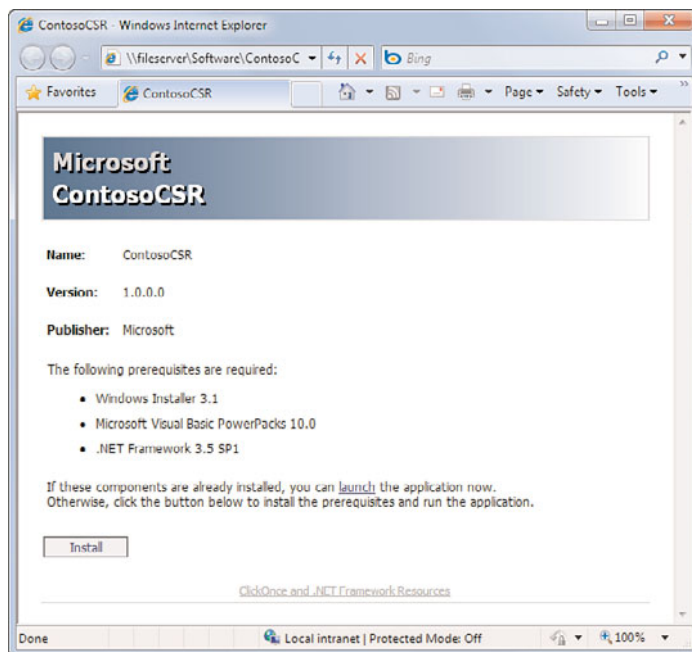 ContosoCSR - Windows Internet Explorer
\\fileserver\Software\ContosoC
Bing
Favorites
ContosoCSR
Page
Safety
Tools
Microsoft
ContosoCSR
Name: ContosoCSR
Version: 1.0.0.0
Publisher: Microsoft
The following prerequisites are required:
• Windows Installer 3.1
• Microsoft Visual Basic PowerPacks 10.0
• .NET Framework 3.5 SP1
If these components are already installed, you can launch the application now.
Otherwise, click the button below to install the prerequisites and run the application.
Install
ClickOnce and .NET Framework Resources
Done
Local intranet | Protected Mode: Off
100%